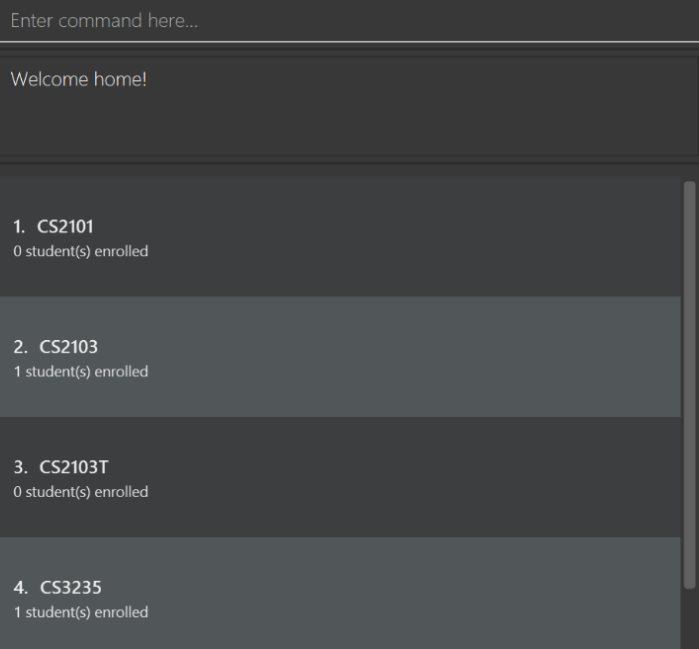 Enter command here...
Welcome home!
1. CS2101
0 student(s) enrolled
2. CS2103
1 student(s) enrolled
3. CS2103T
0 student(s) enrolled
4. CS3235
1 student(s) enrolled